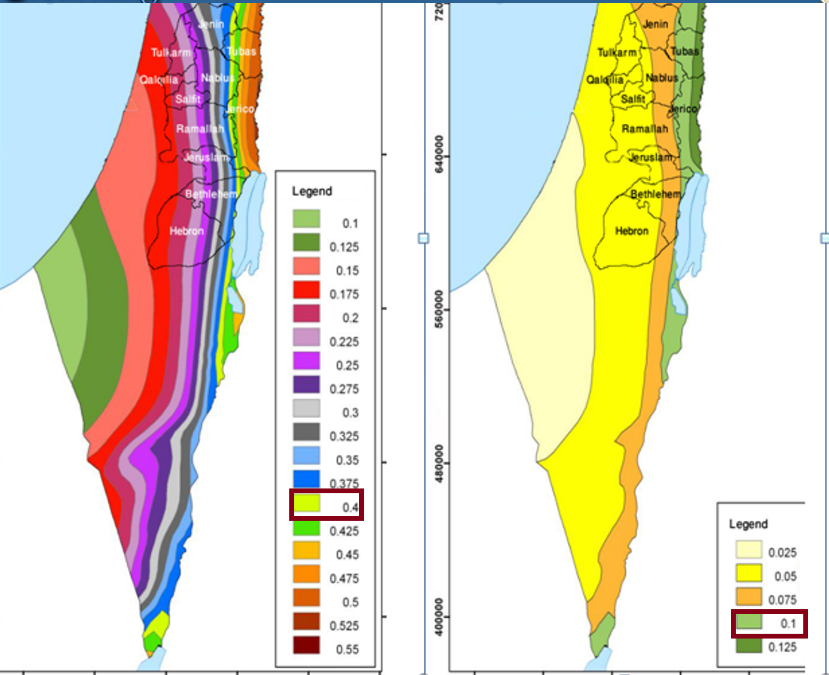 Jenin
Tulkarm
Tubas
Qalqilia
Nablus
Salfit
Jerico
Ramallah
Jeruslam
Bethlehem
Hebron
Legend
0.1
0.125
0.15
0.175
0.2
0.225
0.25
0.275
0.3
0.325
0.35
0.375
0.4
0.425
0.45
0.475
0.5
0.525
0.55
640000
560000
480000
400000
Jenin
Tulkarm
Tubas
Qalqilia
Nablus
Salfit
Jerico
Ramallah
Jeruslam
Bethlehem
Hebron
Legend
0.025
0.05
0.075
0.1
0.125